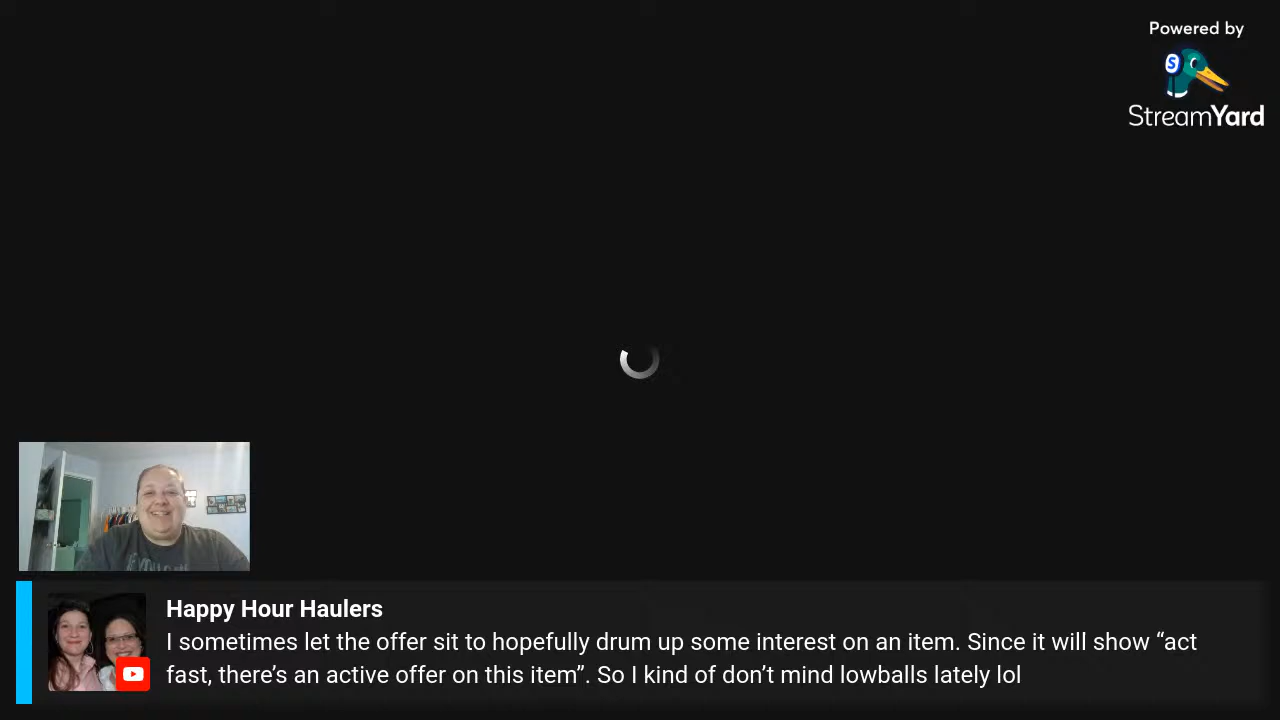 Powered by
S
StreamYard
Happy Hour Haulers
I sometimes let the offer sit to hopefully drum up some interest on an item. Since it will show “act
fast, there’s an active offer on this item”. So I kind of don’t mind lowballs lately lol